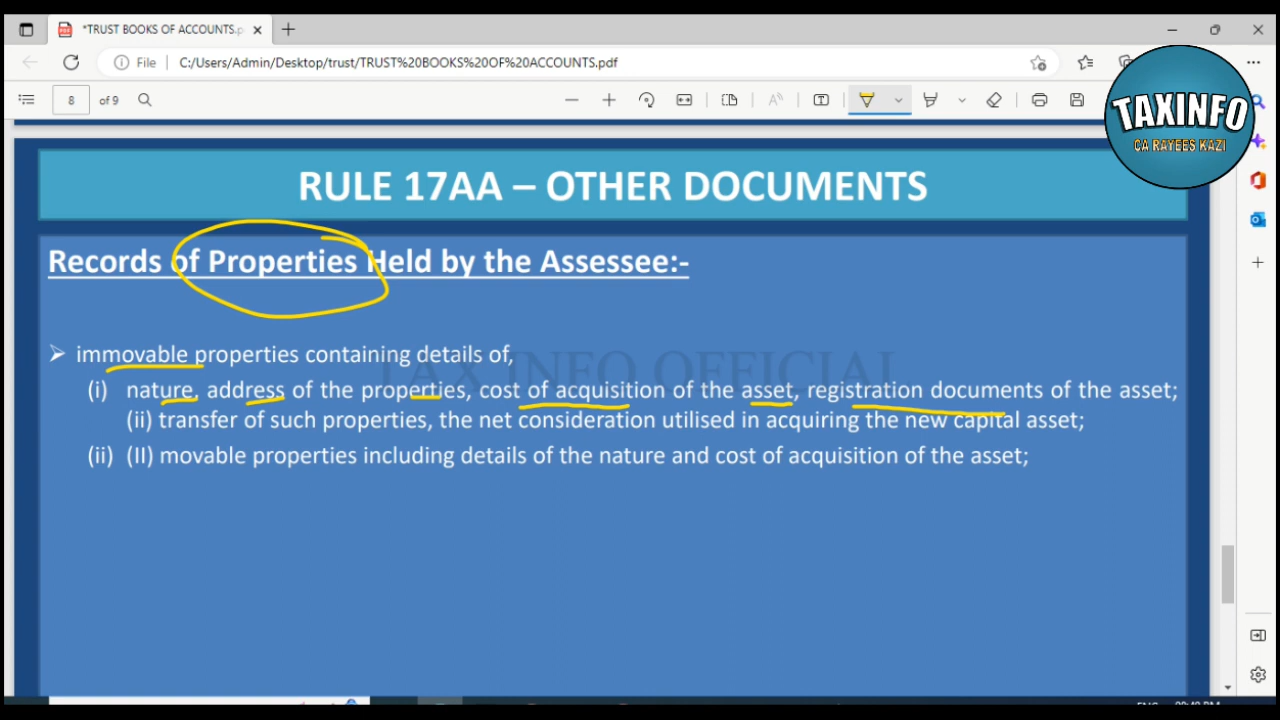 *TRUST BOOKS OF ACCOUNTS.p
File C:/Users/Admin/Desktop/trust/TRUST%20BOOKS%20OF%20ACCOUNTS.pdf
8 of 9
TAXINFO
CA RAYEES KAZI
RULE 17AA – OTHER DOCUMENTS
Records of Properties Held by the Assessee:-
➢ immovable properties containing details of,
TAX INFO OFFICIAL
(i) nature, address of the properties, cost of acquisition of the asset, registration documents of the asset;
(ii) transfer of such properties, the net consideration utilised in acquiring the new capital asset;
(ii) (II) movable properties including details of the nature and cost of acquisition of the asset;